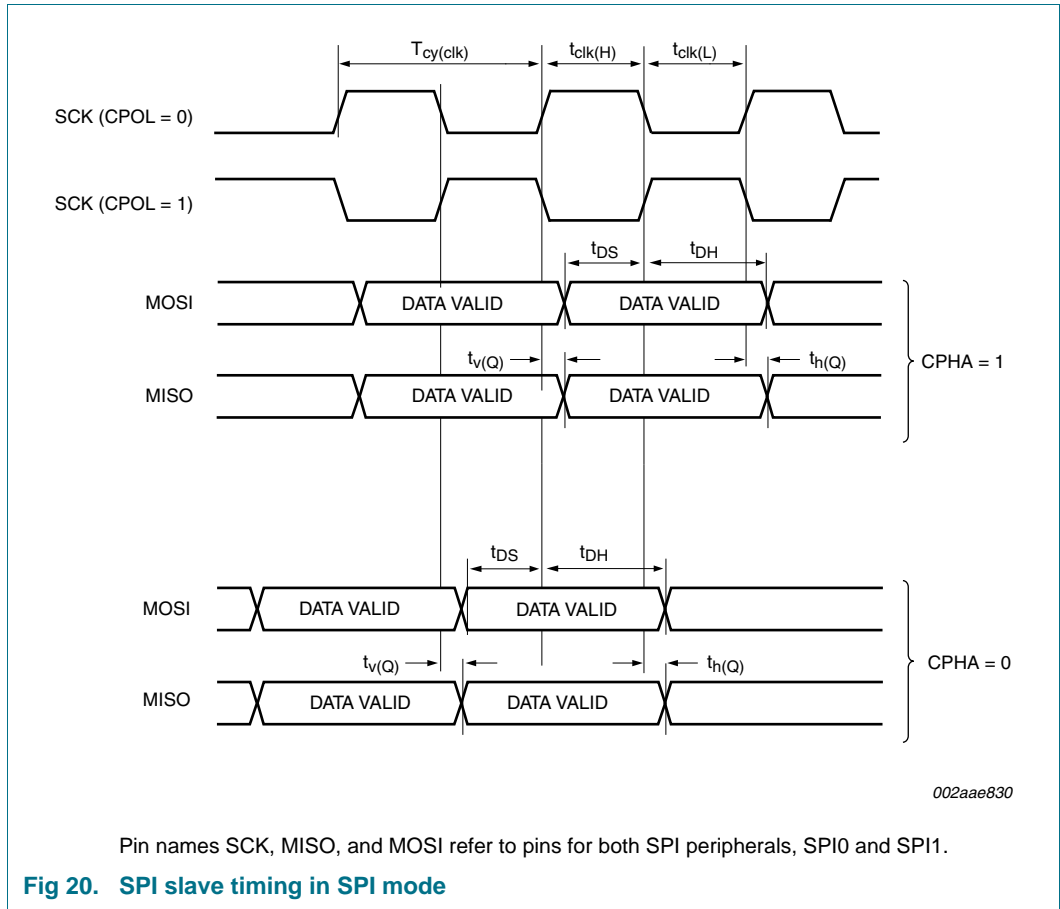 Tcy(clk) tclk(H) tclk(L)
SCK (CPOL = 0)
SCK (CPOL = 1)
tDS tDH
MOSI DATA VALID DATA VALID
tv(Q) th(Q)
CPHA = 1
MISO DATA VALID DATA VALID
tDS tDH
MOSI DATA VALID DATA VALID
tv(Q) th(Q)
CPHA = 0
MISO DATA VALID DATA VALID
002aae830
Pin names SCK, MISO, and MOSI refer to pins for both SPI peripherals, SPI0 and SPI1.
Fig 20. SPI slave timing in SPI mode